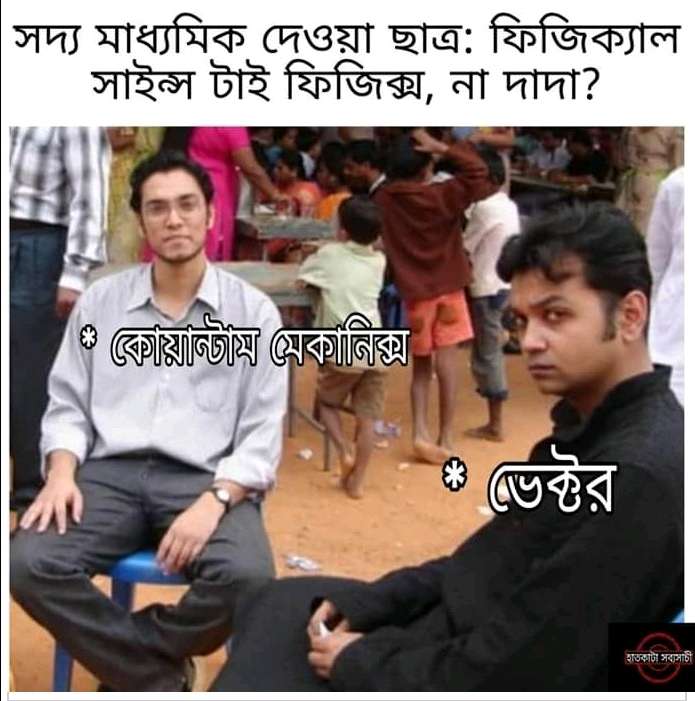 সদ্য মাধ্যমিক দেওয়া ছাত্র: ফিজিক্যাল
সাইন্স টাই ফিজিক্স, না দাদা?
* কোয়ান্টাম মেকানিক্স
* ভেক্টর
হাতকাটা সব্যসাচী